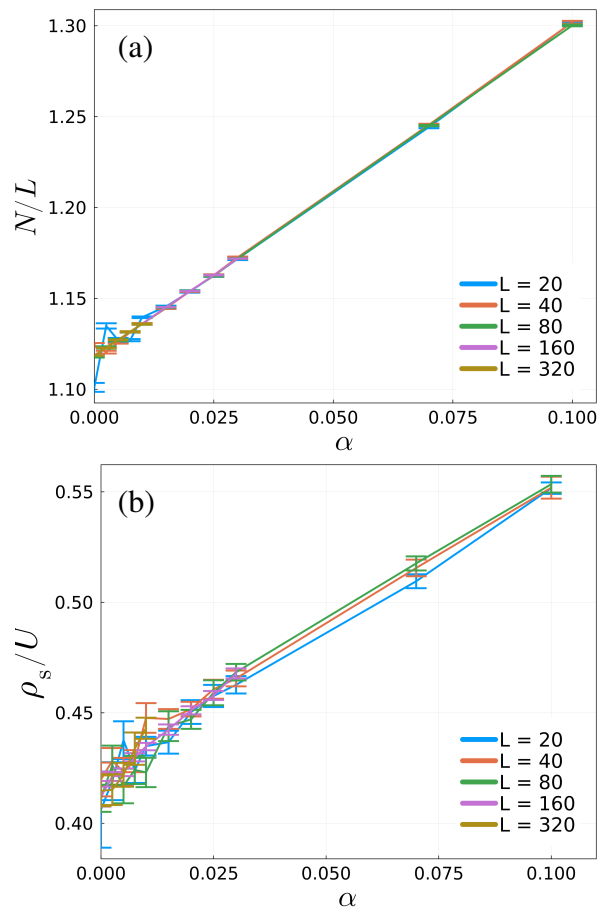 (a)
N/L
1.30
1.25
1.20
1.15
1.10
L = 20
L = 40
L = 80
L = 160
L = 320
0.000
0.025
0.050
0.075
0.100
α
(b)
ρs/U
0.55
0.50
0.45
0.40
L = 20
L = 40
L = 80
L = 160
L = 320
0.000
0.025
0.050
0.075
0.100
α